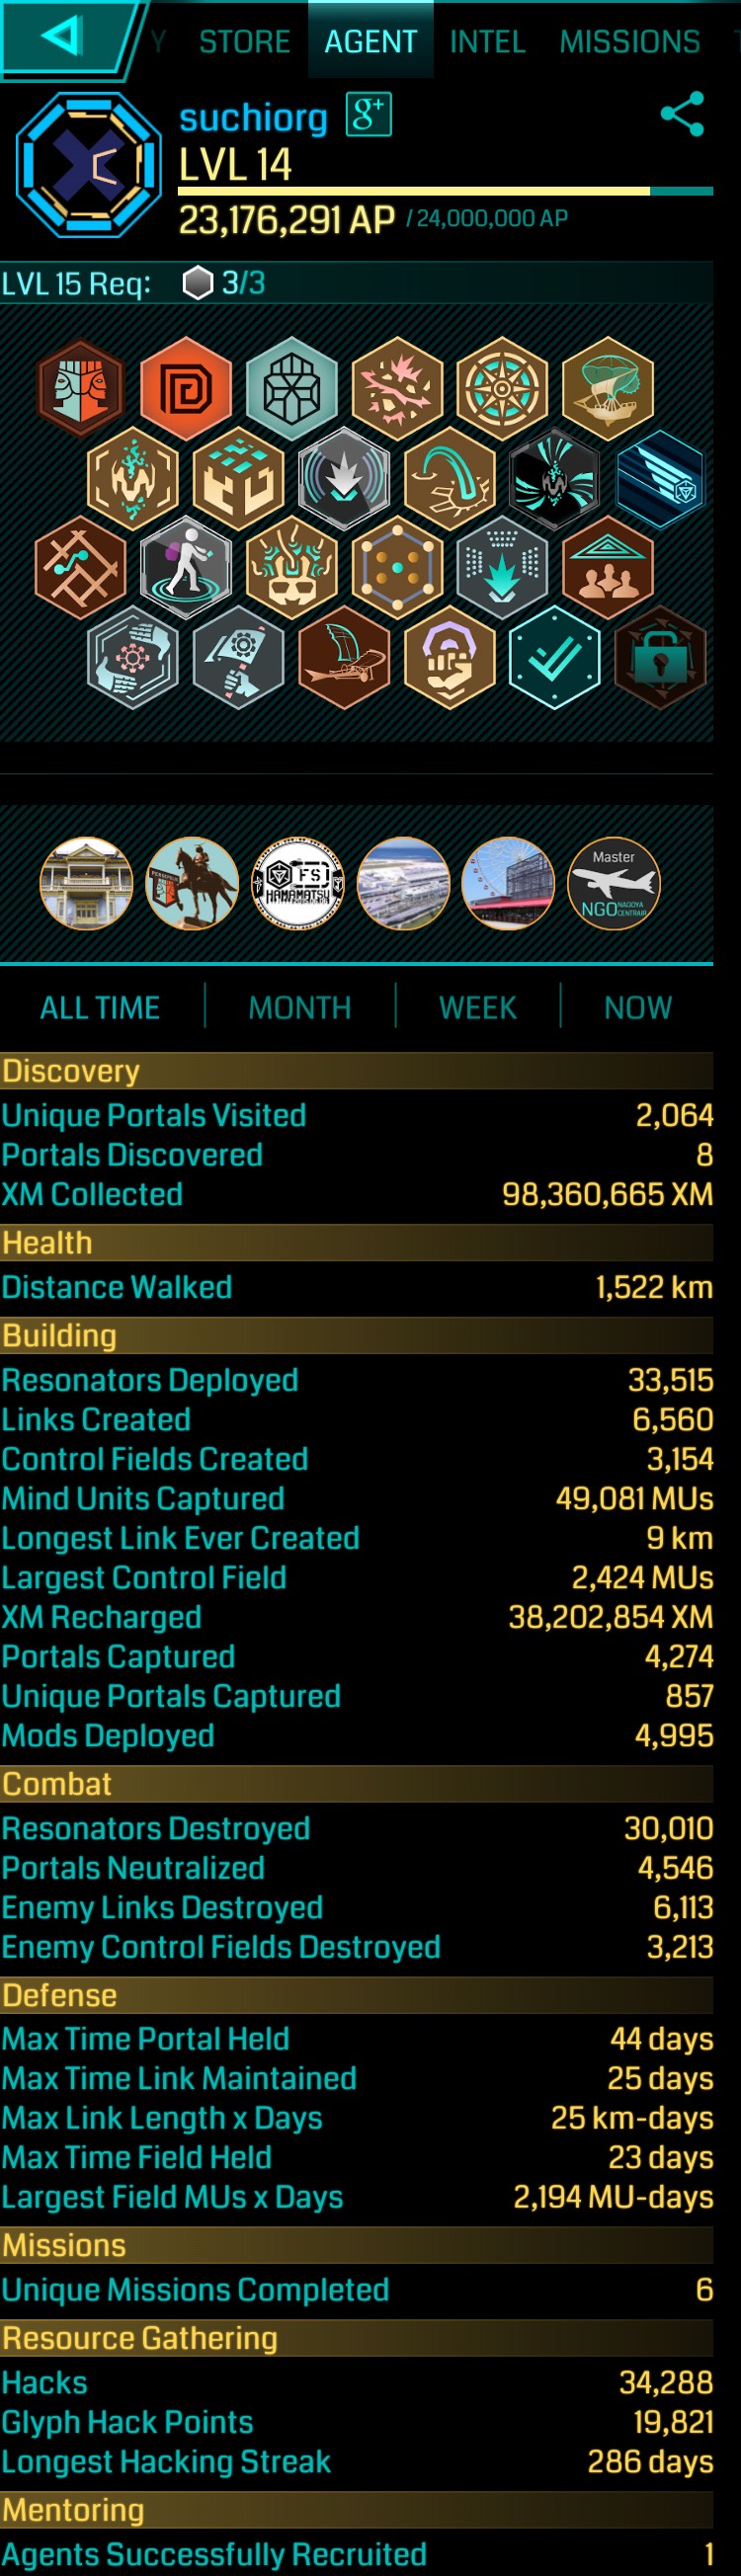 Y STORE AGENT INTEL MISSIONS
suchiorg g+
LVL 14
23,176,291 AP / 24,000,000 AP
LVL 15 Req: 3/3
FS
HAMAMATSU
Master
NGO NAGOYA CENTRAIR
ALL TIME MONTH WEEK NOW
Discovery
Unique Portals Visited 2,064
Portals Discovered 8
XM Collected 98,360,665 XM
Health
Distance Walked 1,522 km
Building
Resonators Deployed 33,515
Links Created 6,560
Control Fields Created 3,154
Mind Units Captured 49,081 MUs
Longest Link Ever Created 9 km
Largest Control Field 2,424 MUs
XM Recharged 38,202,854 XM
Portals Captured 4,274
Unique Portals Captured 857
Mods Deployed 4,995
Combat
Resonators Destroyed 30,010
Portals Neutralized 4,546
Enemy Links Destroyed 6,113
Enemy Control Fields Destroyed 3,213
Defense
Max Time Portal Held 44 days
Max Time Link Maintained 25 days
Max Link Length x Days 25 km-days
Max Time Field Held 23 days
Largest Field MUs x Days 2,194 MU-days
Missions
Unique Missions Completed 6
Resource Gathering
Hacks 34,288
Glyph Hack Points 19,821
Longest Hacking Streak 286 days
Mentoring
Agents Successfully Recruited 1